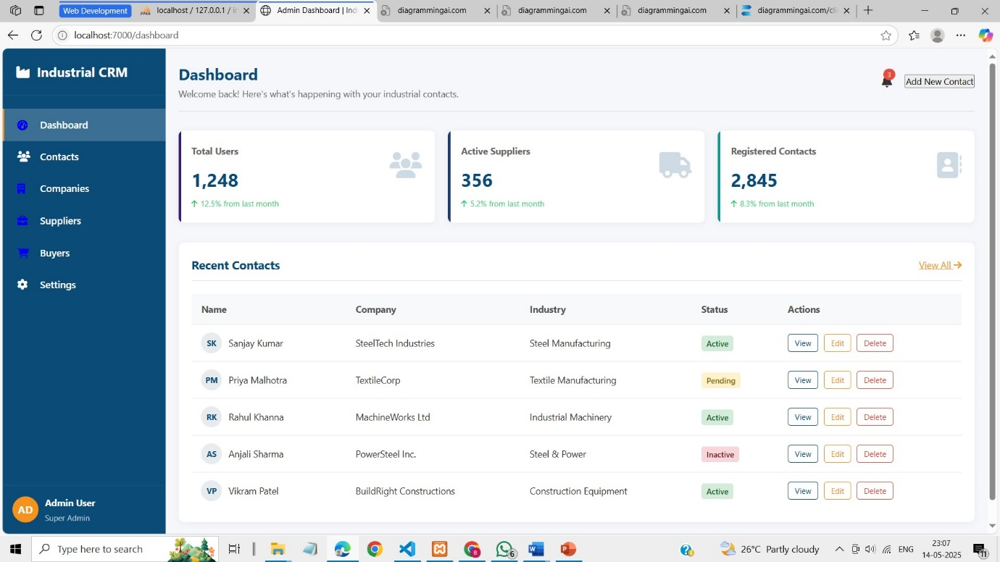 Web Development
localhost / 127.0.0.1 / ir
Admin Dashboard | Ind
diagrammingai.com
diagrammingai.com
diagrammingai.com
diagrammingai.com/cli
localhost:7000/dashboard
Industrial CRM
Dashboard
Contacts
Companies
Suppliers
Buyers
Settings
AD
Admin User
Super Admin
Dashboard
Welcome back! Here's what's happening with your industrial contacts.
3
Add New Contact
Total Users
1,248
12.5% from last month
Active Suppliers
356
5.2% from last month
Registered Contacts
2,845
8.3% from last month
Recent Contacts
View All
Name Company Industry Status Actions
SK Sanjay Kumar SteelTech Industries Steel Manufacturing Active View Edit Delete
PM Priya Malhotra TextileCorp Textile Manufacturing Pending View Edit Delete
RK Rahul Khanna MachineWorks Ltd Industrial Machinery Active View Edit Delete
AS Anjali Sharma PowerSteel Inc. Steel & Power Inactive View Edit Delete
VP Vikram Patel BuildRight Constructions Construction Equipment Active View Edit Delete
Type here to search
B
6
26°C Partly cloudy
ENG
23:07
14-05-2025
11